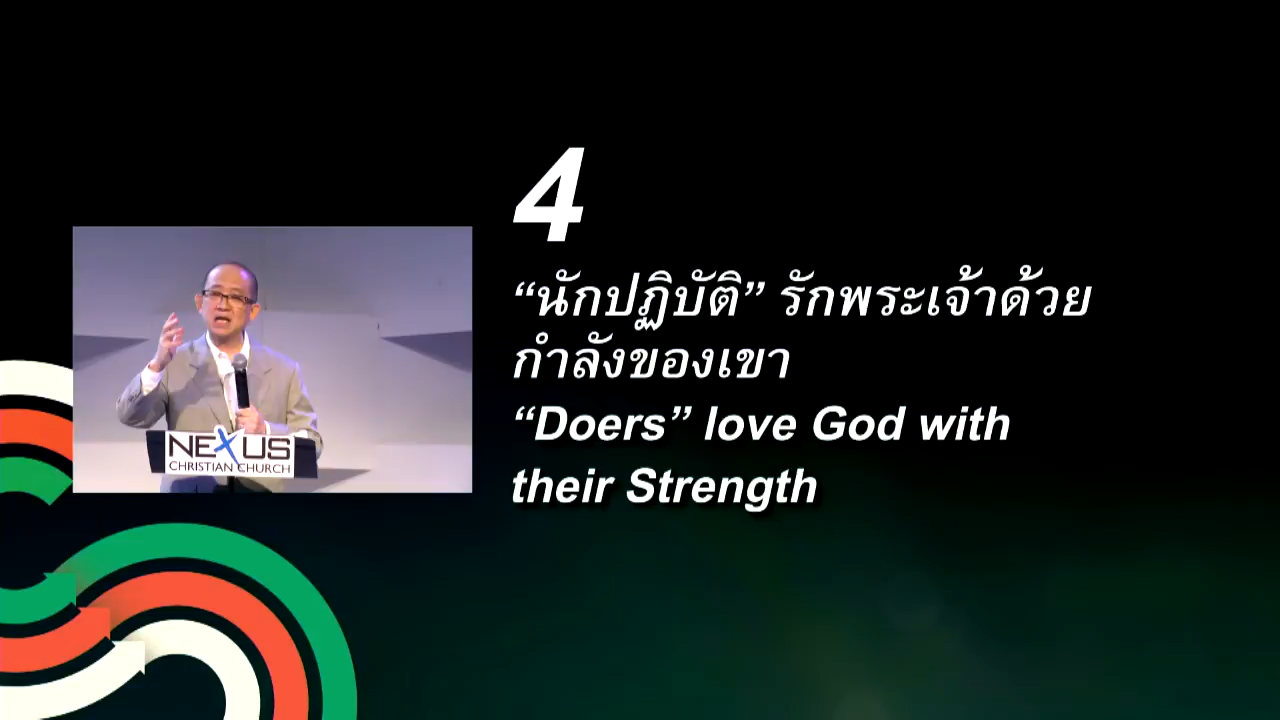 4
“นักปฏิบัติ” รักพระเจ้าด้วย
กำลังของเขา
“Doers” love God with
their Strength
NEXUS
CHRISTIAN CHURCH